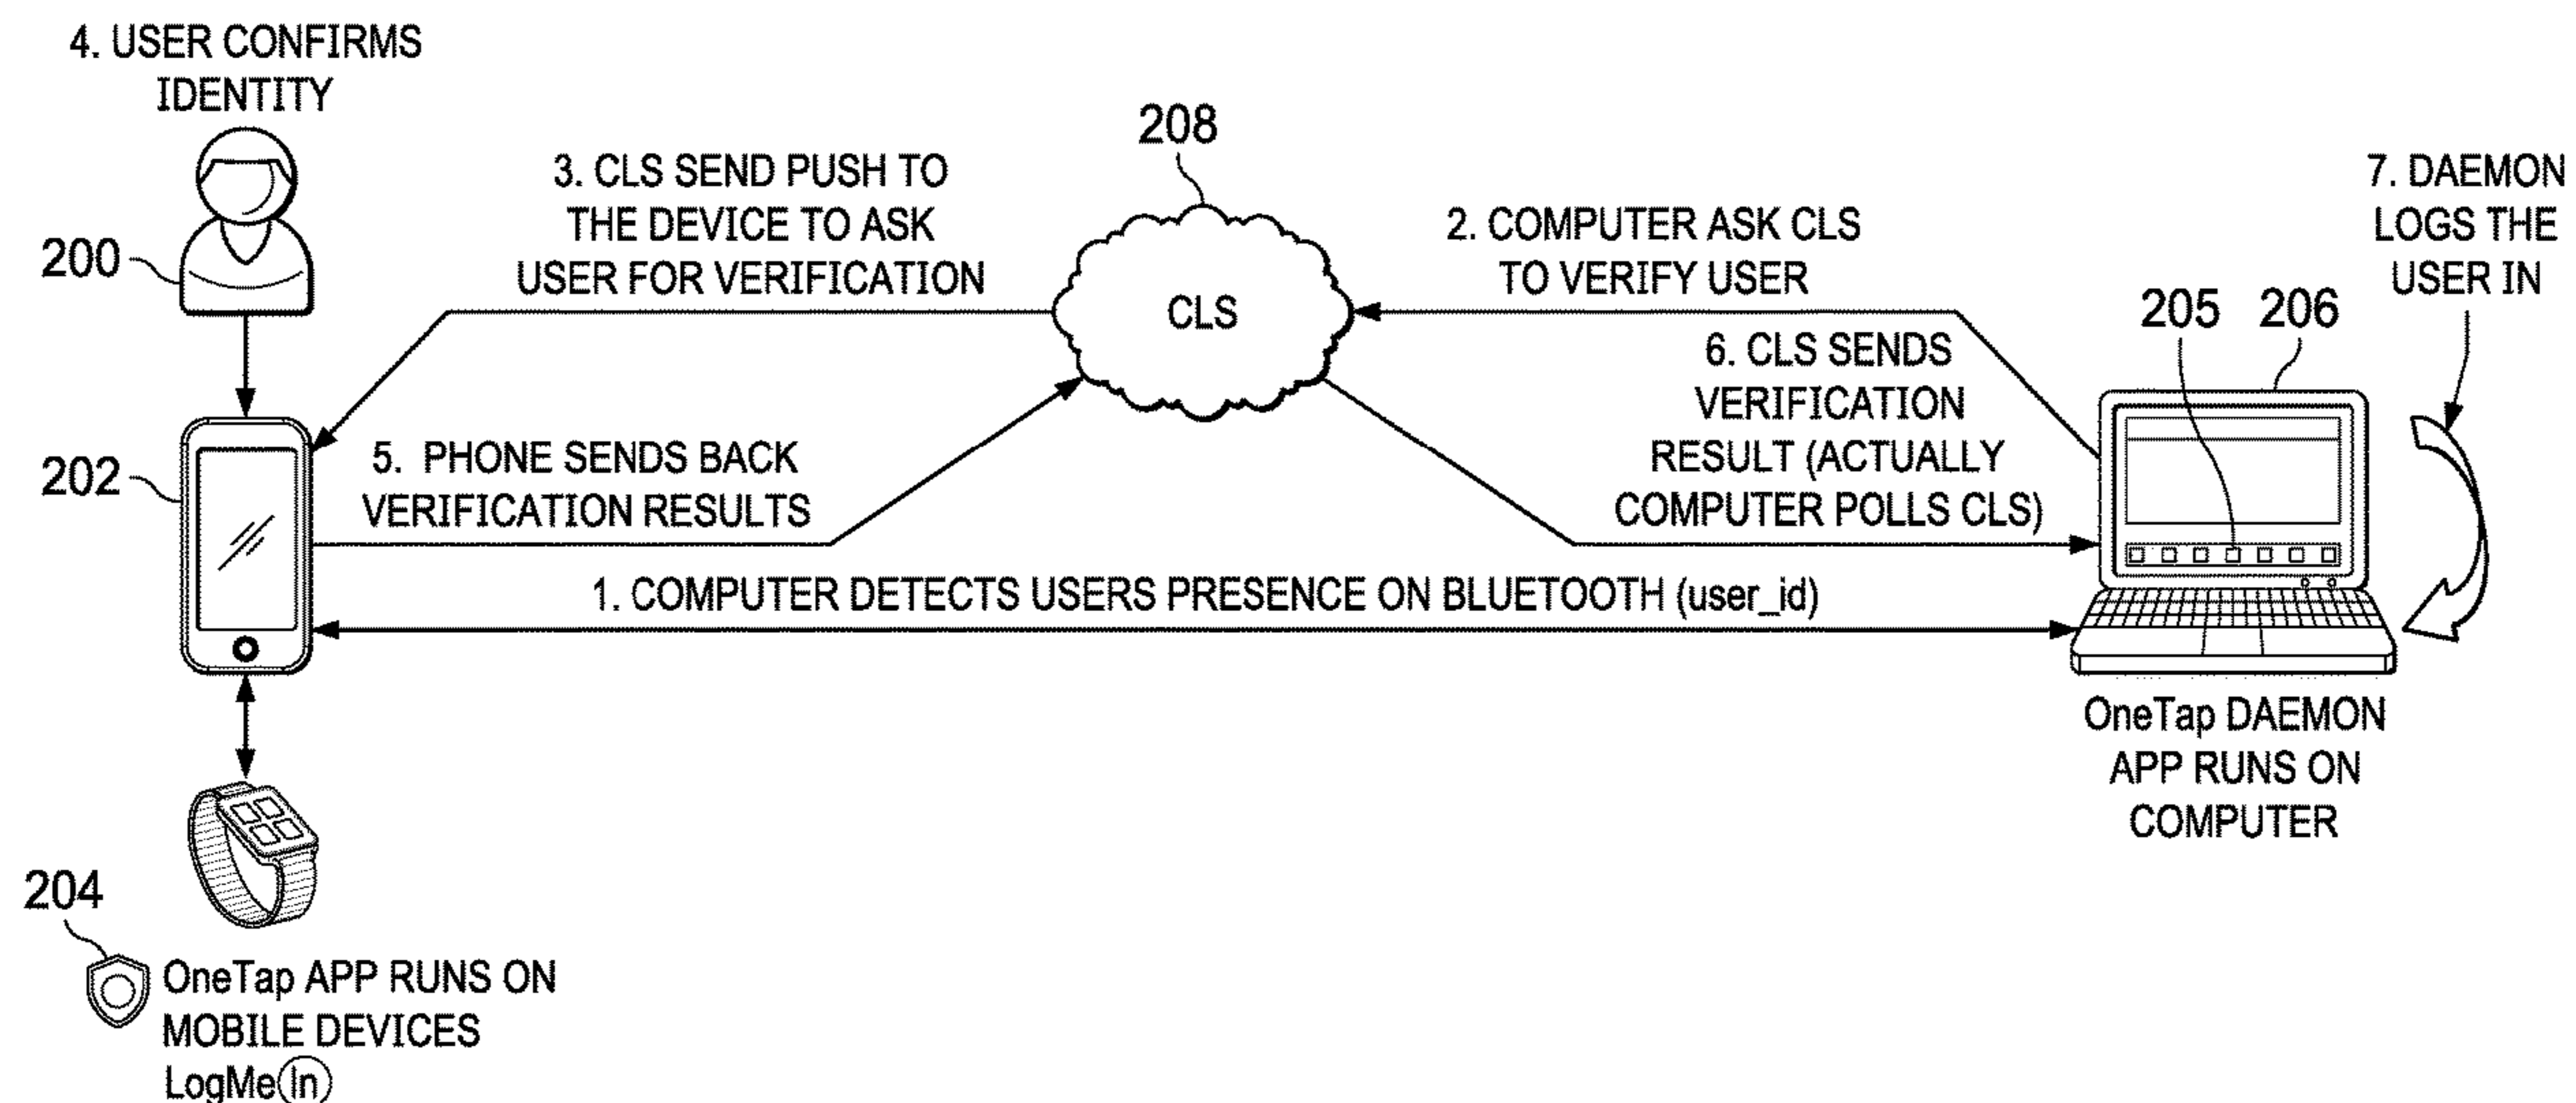 4. USER CONFIRMS
IDENTITY
200
202
204
OneTap APP RUNS ON
MOBILE DEVICES
LogMeIn
3. CLS SEND PUSH TO
THE DEVICE TO ASK
USER FOR VERIFICATION
5. PHONE SENDS BACK
VERIFICATION RESULTS
1. COMPUTER DETECTS USERS PRESENCE ON BLUETOOTH (user_id)
208
CLS
2. COMPUTER ASK CLS
TO VERIFY USER
6. CLS SENDS
VERIFICATION
RESULT (ACTUALLY
COMPUTER POLLS CLS)
7. DAEMON
LOGS THE
USER IN
205 206
OneTap DAEMON
APP RUNS ON
COMPUTER